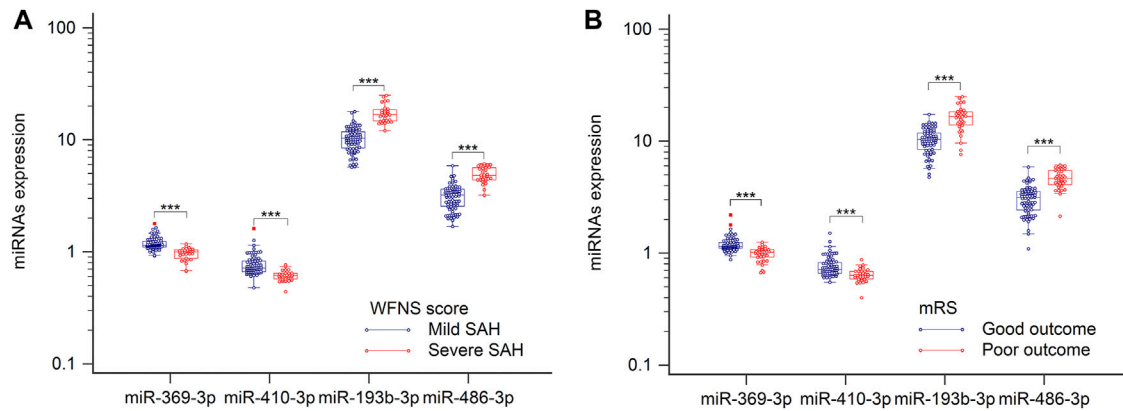 A
miRNAs expression
100
10
1
0.1
***
***
***
***
WFNS score
Mild SAH
Severe SAH
miR-369-3p miR-410-3p miR-193b-3p miR-486-3p
B
miRNAs expression
100
10
1
0.1
***
***
***
***
mRS
Good outcome
Poor outcome
miR-369-3p miR-410-3p miR-193b-3p miR-486-3p